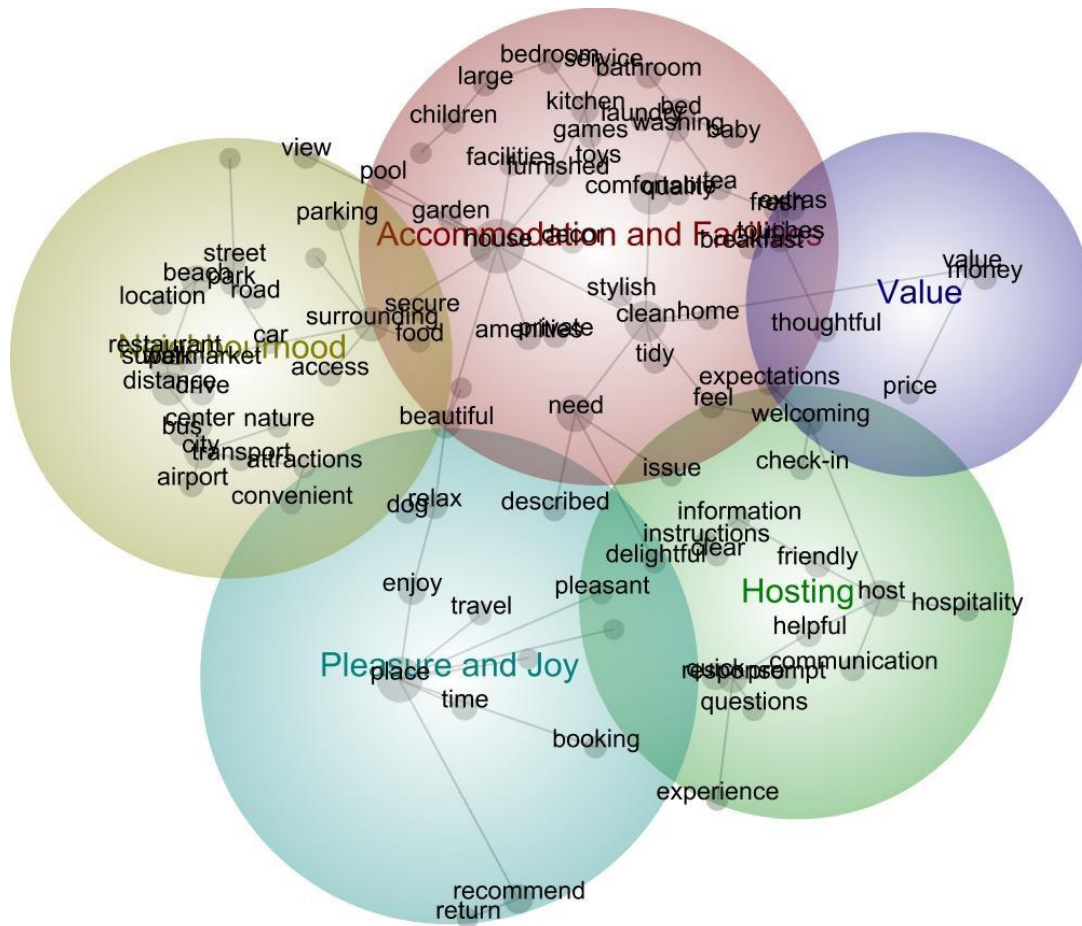 bedroom
service
large
bathroom
children
kitchen
laundry
bed
washing
baby
games
view
pool
facilities
toys
furnished
comfortable
quality
tea
fresh
extras
parking
garden
house
decor
touches
breakfast
Accommodation and Facilities
street
beach
park
location
road
value
money
Value
stylish
secure
surrounding
clean
home
thoughtful
car
food
amenities
private
restaurant
supermarket
walk
Neighbourhood
access
tidy
distance
drive
expectations
feel
price
center
nature
bus
beautiful
need
welcoming
city
transport
attractions
airport
convenient
issue
check-in
dog
relax
described
information
instructions
clear
delightful
friendly
enjoy
travel
pleasant
Hosting
host
hospitality
helpful
Pleasure and Joy
place
quick
response
prompt
communication
time
questions
booking
experience
recommend
return